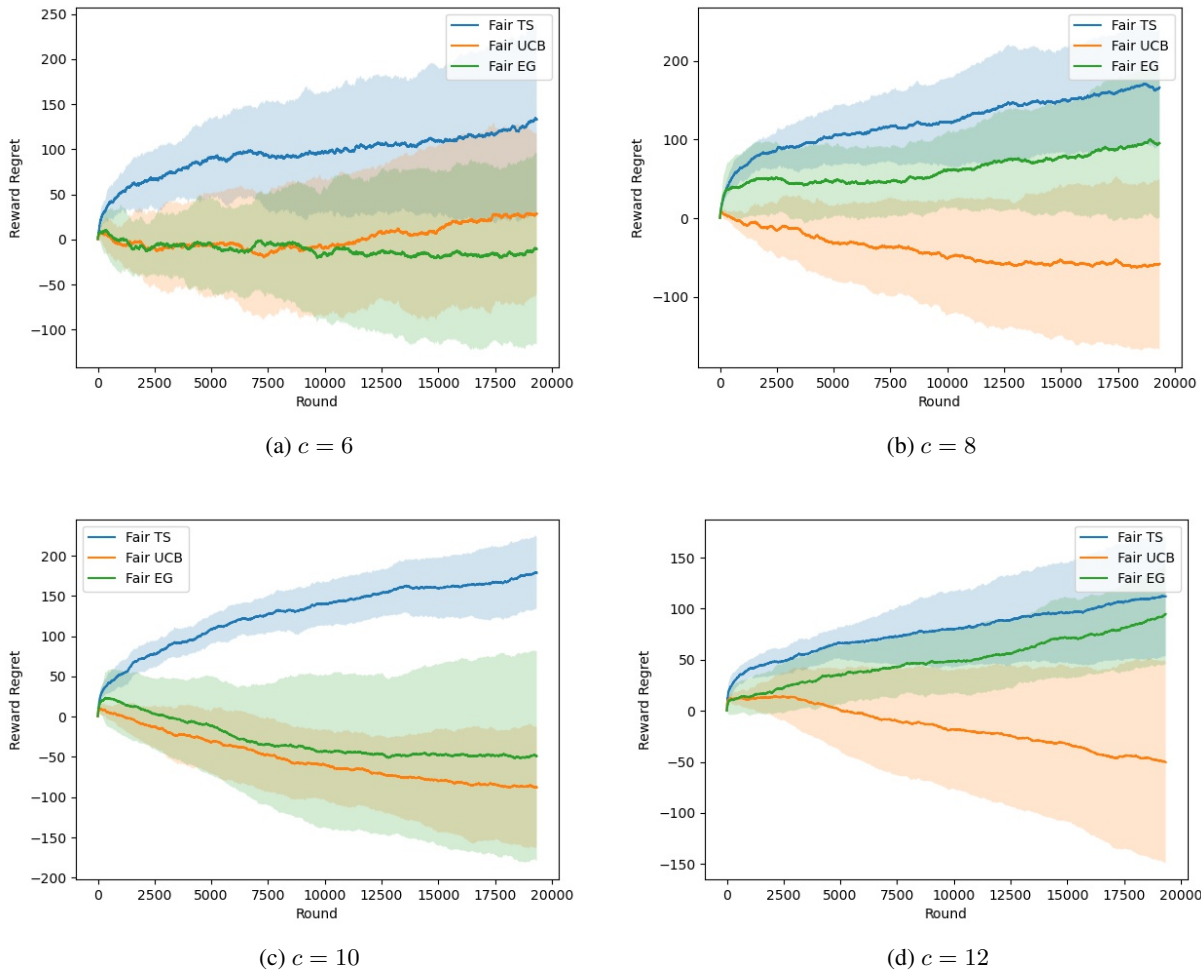 250
200
150
100
50
0
−50
−100
Reward Regret
0 2500 5000 7500 10000 12500 15000 17500 20000
Round
Fair TS
Fair UCB
Fair EG
(a) c = 6
200
100
0
−100
Reward Regret
0 2500 5000 7500 10000 12500 15000 17500 20000
Round
Fair TS
Fair UCB
Fair EG
(b) c = 8
200
150
100
50
0
−50
−100
−150
−200
Reward Regret
0 2500 5000 7500 10000 12500 15000 17500 20000
Round
Fair TS
Fair UCB
Fair EG
(c) c = 10
150
100
50
0
−50
−100
−150
Reward Regret
0 2500 5000 7500 10000 12500 15000 17500 20000
Round
Fair TS
Fair UCB
Fair EG
(d) c = 12